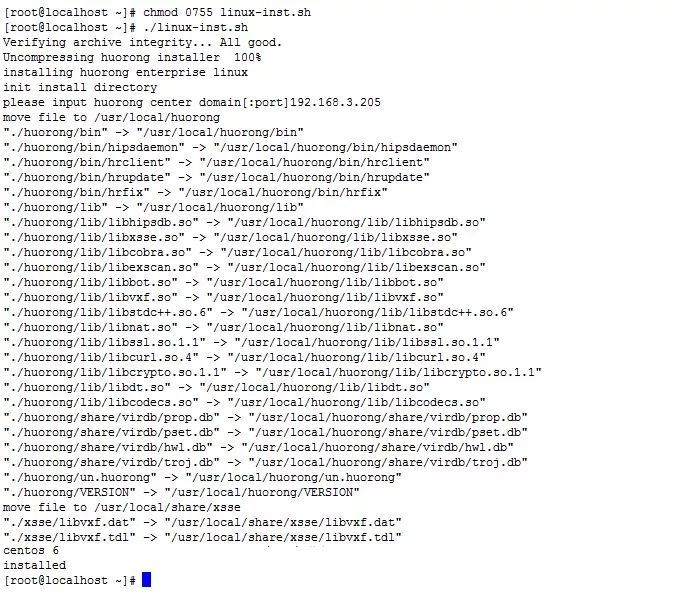 [root@localhost ~]# chmod 0755 linux-inst.sh
[root@localhost ~]# ./linux-inst.sh
Verifying archive integrity... All good.
Uncompressing huorong installer  100%
installing huorong enterprise linux
init install directory
please input huorong center domain[:port]192.168.3.205
move file to /usr/local/huorong
"./huorong/bin" -> "/usr/local/huorong/bin"
"./huorong/bin/hipsdaemon" -> "/usr/local/huorong/bin/hipsdaemon"
"./huorong/bin/hrclient" -> "/usr/local/huorong/bin/hrclient"
"./huorong/bin/hrupdate" -> "/usr/local/huorong/bin/hrupdate"
"./huorong/bin/hrfix" -> "/usr/local/huorong/bin/hrfix"
"./huorong/lib" -> "/usr/local/huorong/lib"
"./huorong/lib/libhipsdb.so" -> "/usr/local/huorong/lib/libhipsdb.so"
"./huorong/lib/libxsse.so" -> "/usr/local/huorong/lib/libxsse.so"
"./huorong/lib/libcobra.so" -> "/usr/local/huorong/lib/libcobra.so"
"./huorong/lib/libexscan.so" -> "/usr/local/huorong/lib/libexscan.so"
"./huorong/lib/libbot.so" -> "/usr/local/huorong/lib/libbot.so"
"./huorong/lib/libvxf.so" -> "/usr/local/huorong/lib/libvxf.so"
"./huorong/lib/libstdc++.so.6" -> "/usr/local/huorong/lib/libstdc++.so.6"
"./huorong/lib/libnat.so" -> "/usr/local/huorong/lib/libnat.so"
"./huorong/lib/libssl.so.1.1" -> "/usr/local/huorong/lib/libssl.so.1.1"
"./huorong/lib/libcurl.so.4" -> "/usr/local/huorong/lib/libcurl.so.4"
"./huorong/lib/libcrypto.so.1.1" -> "/usr/local/huorong/lib/libcrypto.so.1.1"
"./huorong/lib/libdt.so" -> "/usr/local/huorong/lib/libdt.so"
"./huorong/lib/libcodecs.so" -> "/usr/local/huorong/lib/libcodecs.so"
"./huorong/share/virdb/prop.db" -> "/usr/local/huorong/share/virdb/prop.db"
"./huorong/share/virdb/pset.db" -> "/usr/local/huorong/share/virdb/pset.db"
"./huorong/share/virdb/hwl.db" -> "/usr/local/huorong/share/virdb/hwl.db"
"./huorong/share/virdb/troj.db" -> "/usr/local/huorong/share/virdb/troj.db"
"./huorong/un.huorong" -> "/usr/local/huorong/un.huorong"
"./huorong/VERSION" -> "/usr/local/huorong/VERSION"
move file to /usr/local/share/xsse
"./xsse/libvxf.dat" -> "/usr/local/share/xsse/libvxf.dat"
"./xsse/libvxf.tdl" -> "/usr/local/share/xsse/libvxf.tdl"
centos 6
installed
[root@localhost ~]#